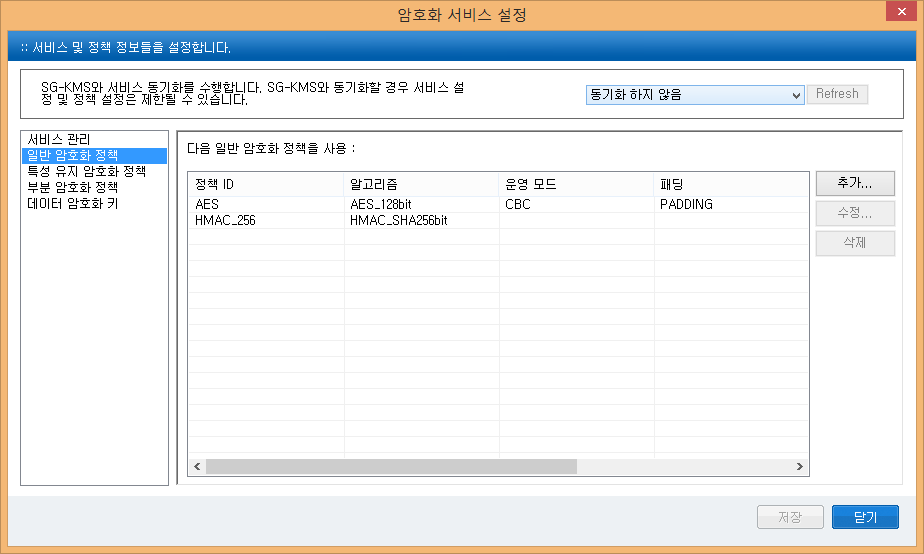 암호화 서비스 설정
:: 서비스 및 정책 정보들을 설정합니다.
SG-KMS와 서비스 동기화를 수행합니다. SG-KMS와 동기화할 경우 서비스 설
정 및 정책 설정은 제한될 수 있습니다.
동기화 하지 않음
Refresh
서비스 관리
일반 암호화 정책
특성 유지 암호화 정책
부분 암호화 정책
데이터 암호화 키
다음 일반 암호화 정책을 사용 :
정책 ID 알고리즘 운영 모드 패딩
AES AES_128bit CBC PADDING
HMAC_256 HMAC_SHA256bit
추가...
수정...
삭제
저장 닫기